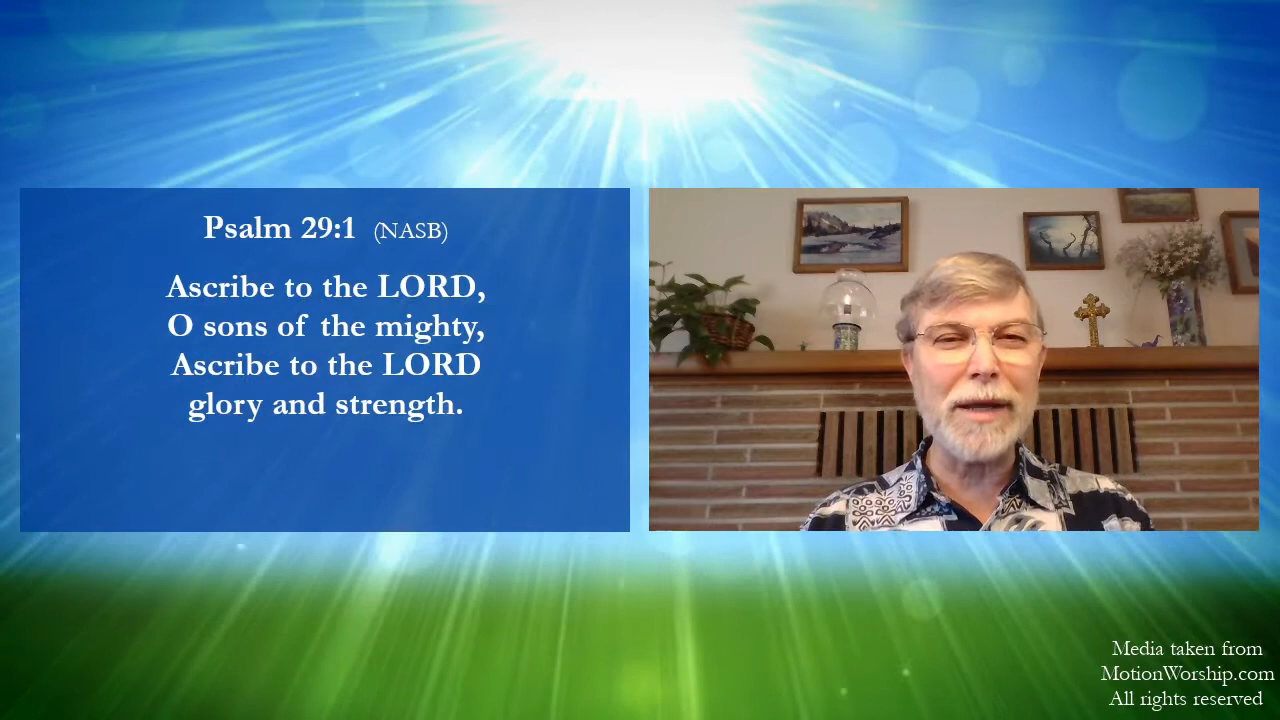 Psalm 29:1 (NASB)
Ascribe to the LORD,
O sons of the mighty,
Ascribe to the LORD
glory and strength.
Media taken from
MotionWorship.com
All rights reserved